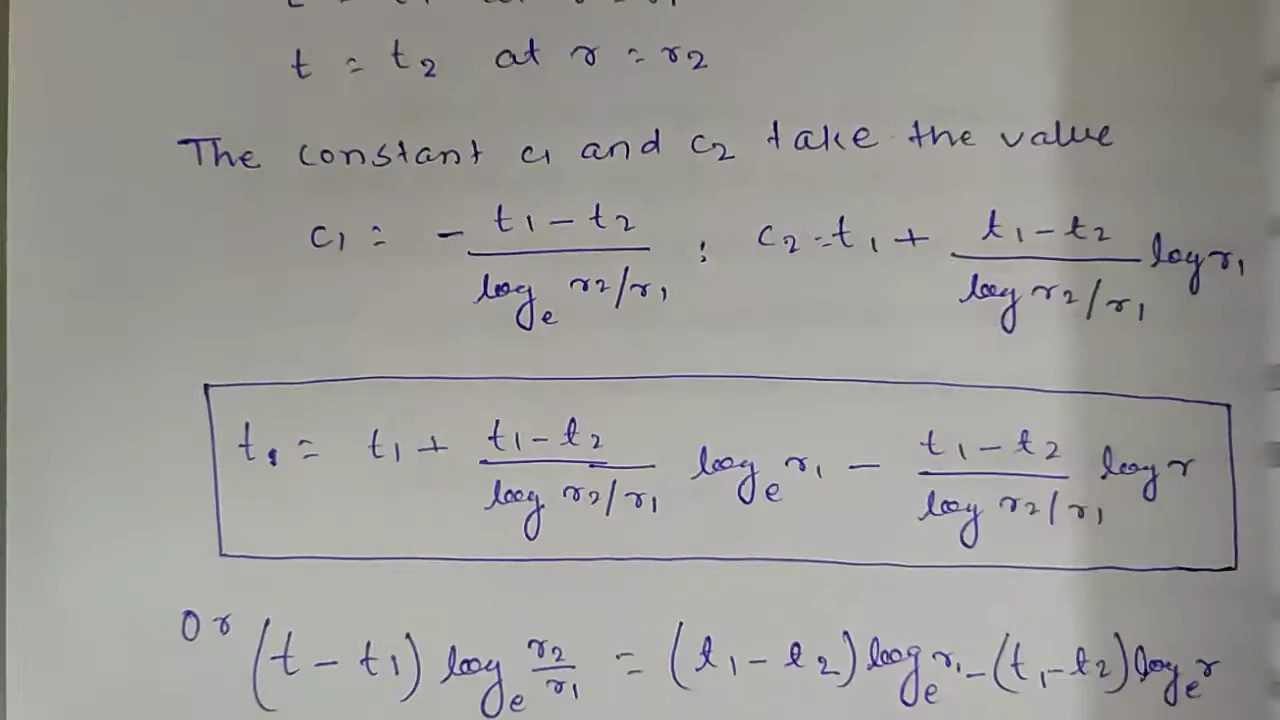 t = t2 at r = r2
The constant c1 and c2 take the value
c1 = - (t1 - t2) / (loge r2/r1) ; c2 = t1 + (t1 - t2) / (log r2/r1) log r1
t = t1 + (t1 - t2) / (log r2/r1) loge r1 - (t1 - t2) / (log r2/r1) log r
Or (t - t1) loge r2/r1 = (t1 - t2) loge r1 - (t1 - t2) loge r